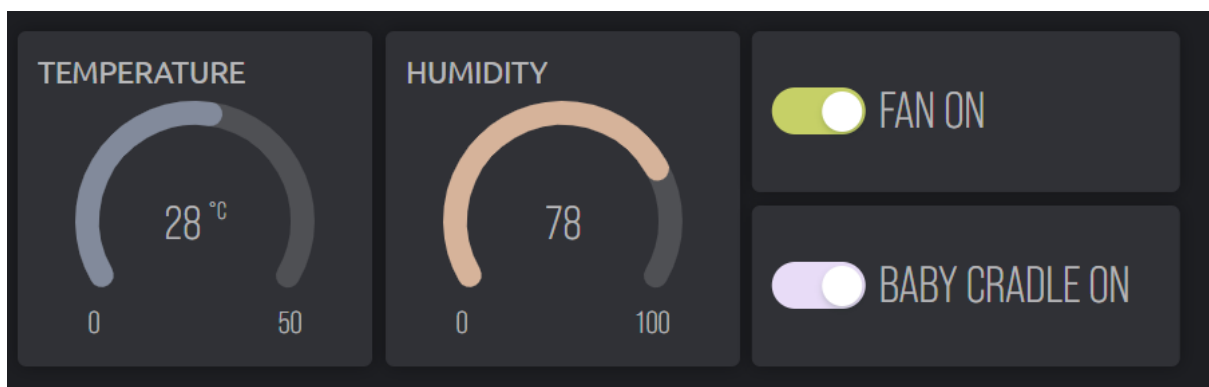 TEMPERATURE
28 °C
0 50
HUMIDITY
78
0 100
FAN ON
BABY CRADLE ON